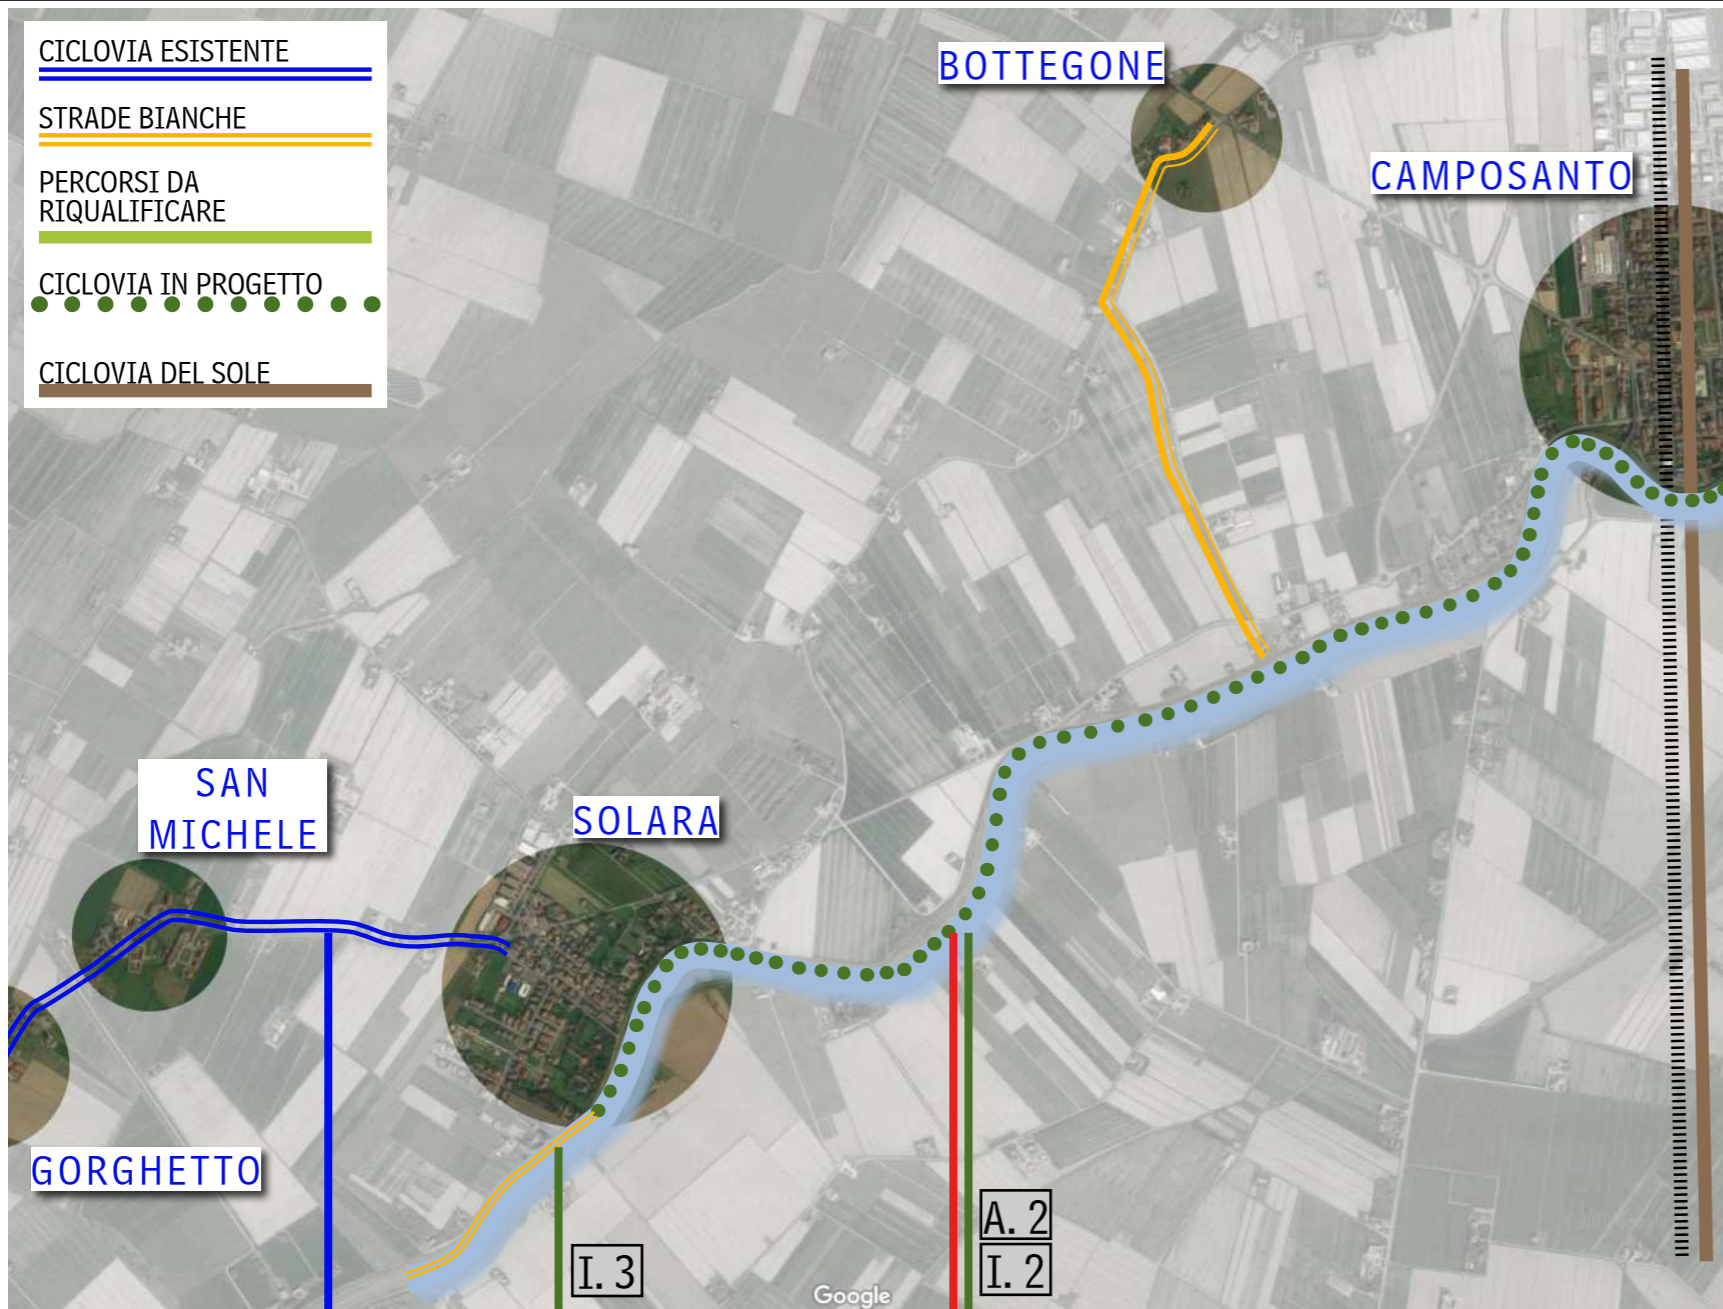 CICLOVIA ESISTENTE
STRADE BIANCHE
PERCORSI DA
RIQUALIFICARE
CICLOVIA IN PROGETTO
CICLOVIA DEL SOLE
BOTTEGONE
CAMPOSANTO
SAN
MICHELE
SOLARA
GORGHETTO
A.2
I.3
I.2
Google